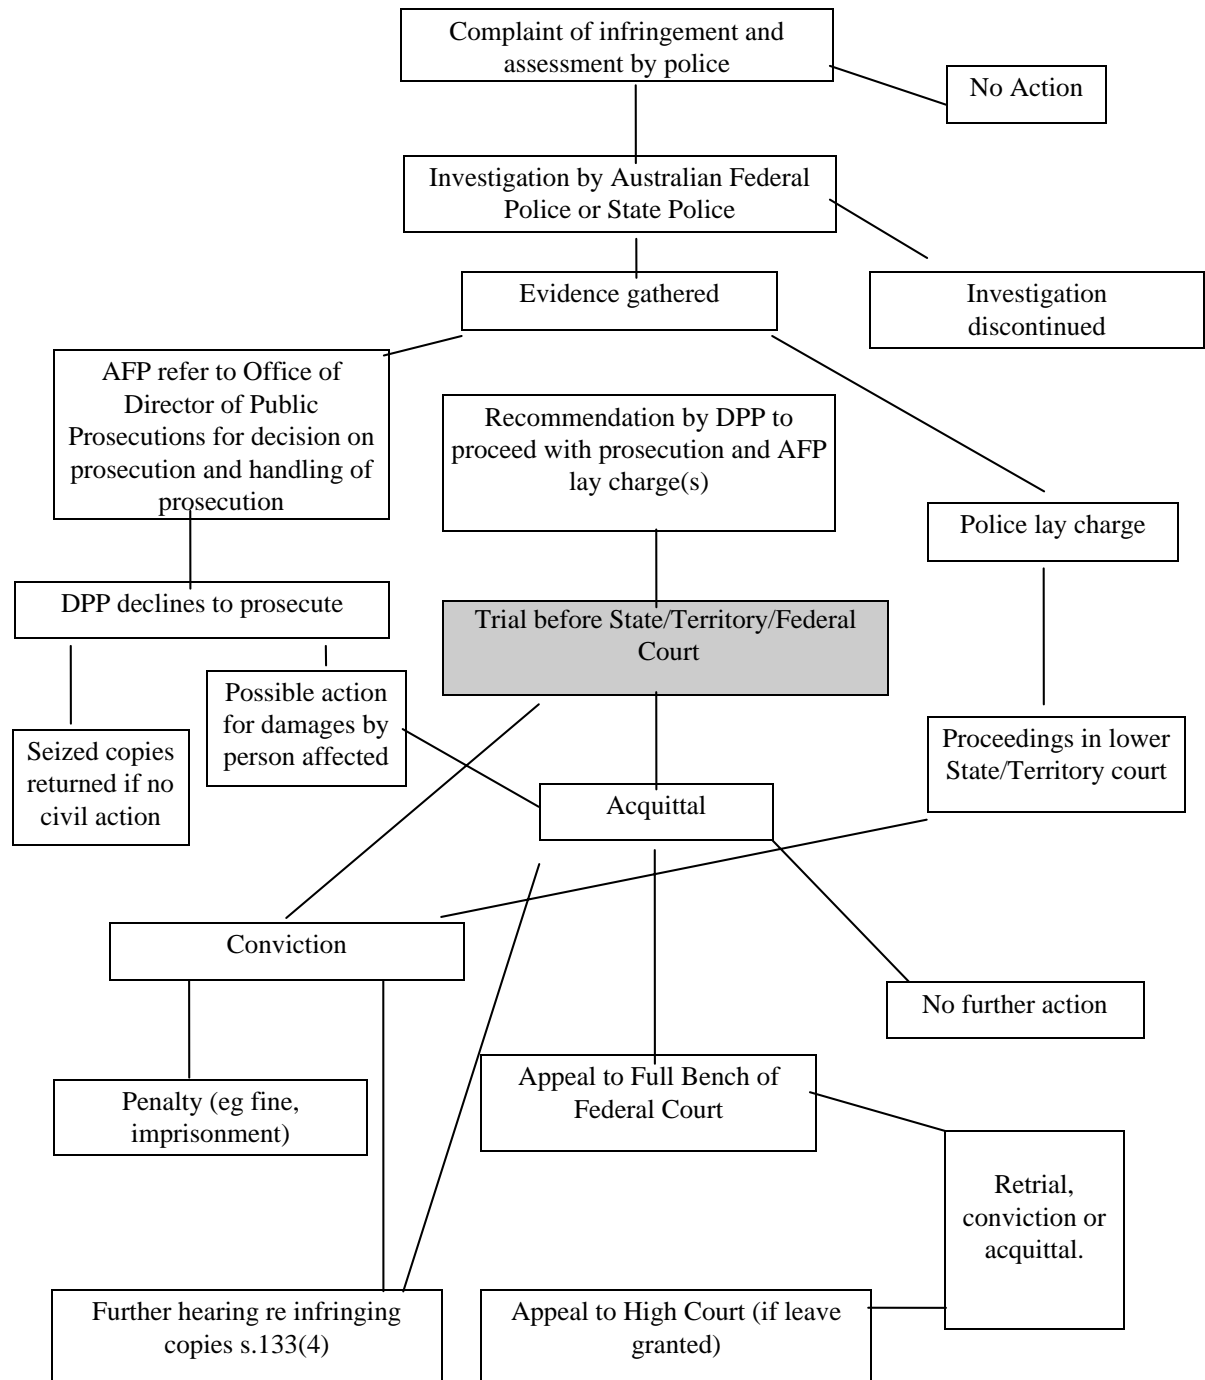 Complaint of infringement and
assessment by police
No Action
Investigation by Australian Federal
Police or State Police
Evidence gathered
Investigation
discontinued
AFP refer to Office of
Director of Public
Prosecutions for decision on
prosecution and handling of
prosecution
Recommendation by DPP to
proceed with prosecution and AFP
lay charge(s)
Police lay charge
DPP declines to prosecute
Trial before State/Territory/Federal
Court
Possible action
for damages by
person affected
Seized copies
returned if no
civil action
Proceedings in lower
State/Territory court
Acquittal
Conviction
No further action
Penalty (eg fine,
imprisonment)
Appeal to Full Bench of
Federal Court
Retrial,
conviction or
acquittal.
Further hearing re infringing
copies s.133(4)
Appeal to High Court (if leave
granted)